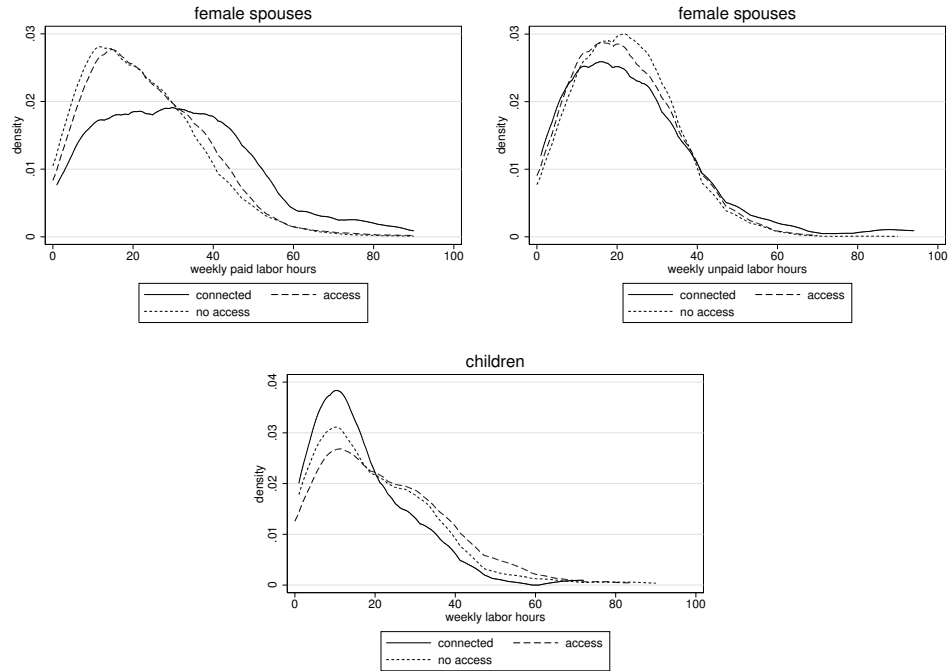 female spouses
.03
.02
.01
0
density
0 20 40 60 80 100
weekly paid labor hours
connected access
no access
female spouses
.03
.02
.01
0
density
0 20 40 60 80 100
weekly unpaid labor hours
connected access
no access
children
.04
.03
.02
.01
0
density
0 20 40 60 80 100
weekly labor hours
connected access
no access